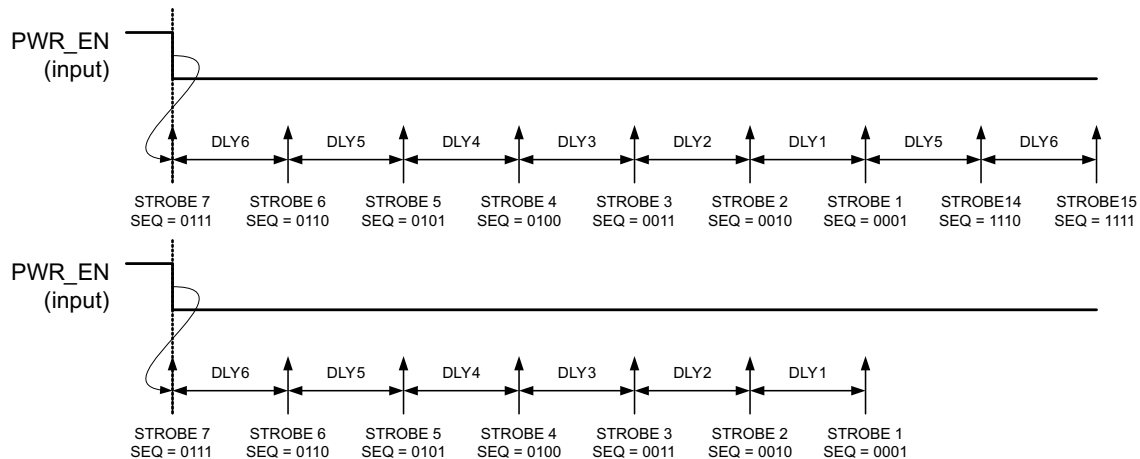 PWR_EN
(input)
DLY6 DLY5 DLY4 DLY3 DLY2 DLY1 DLY5 DLY6
STROBE 7 STROBE 6 STROBE 5 STROBE 4 STROBE 3 STROBE 2 STROBE 1 STROBE14 STROBE15
SEQ = 0111 SEQ = 0110 SEQ = 0101 SEQ = 0100 SEQ = 0011 SEQ = 0010 SEQ = 0001 SEQ = 1110 SEQ = 1111
PWR_EN
(input)
DLY6 DLY5 DLY4 DLY3 DLY2 DLY1
STROBE 7 STROBE 6 STROBE 5 STROBE 4 STROBE 3 STROBE 2 STROBE 1
SEQ = 0111 SEQ = 0110 SEQ = 0101 SEQ = 0100 SEQ = 0011 SEQ = 0010 SEQ = 0001